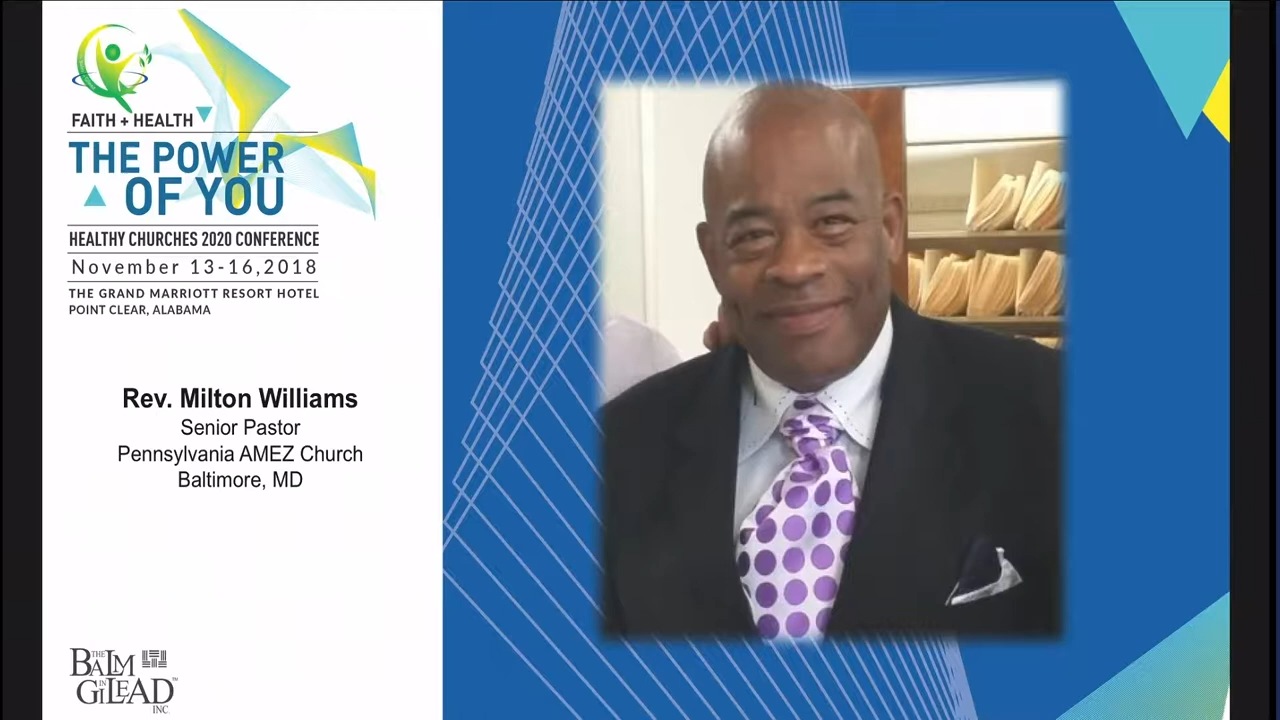 FAITH + HEALTH
THE POWER
OF YOU
HEALTHY CHURCHES 2020 CONFERENCE
November 13-16,2018
THE GRAND MARRIOTT RESORT HOTEL
POINT CLEAR, ALABAMA
Rev. Milton Williams
Senior Pastor
Pennsylvania AMEZ Church
Baltimore, MD
THE BALM
IN GILEAD™
INC.